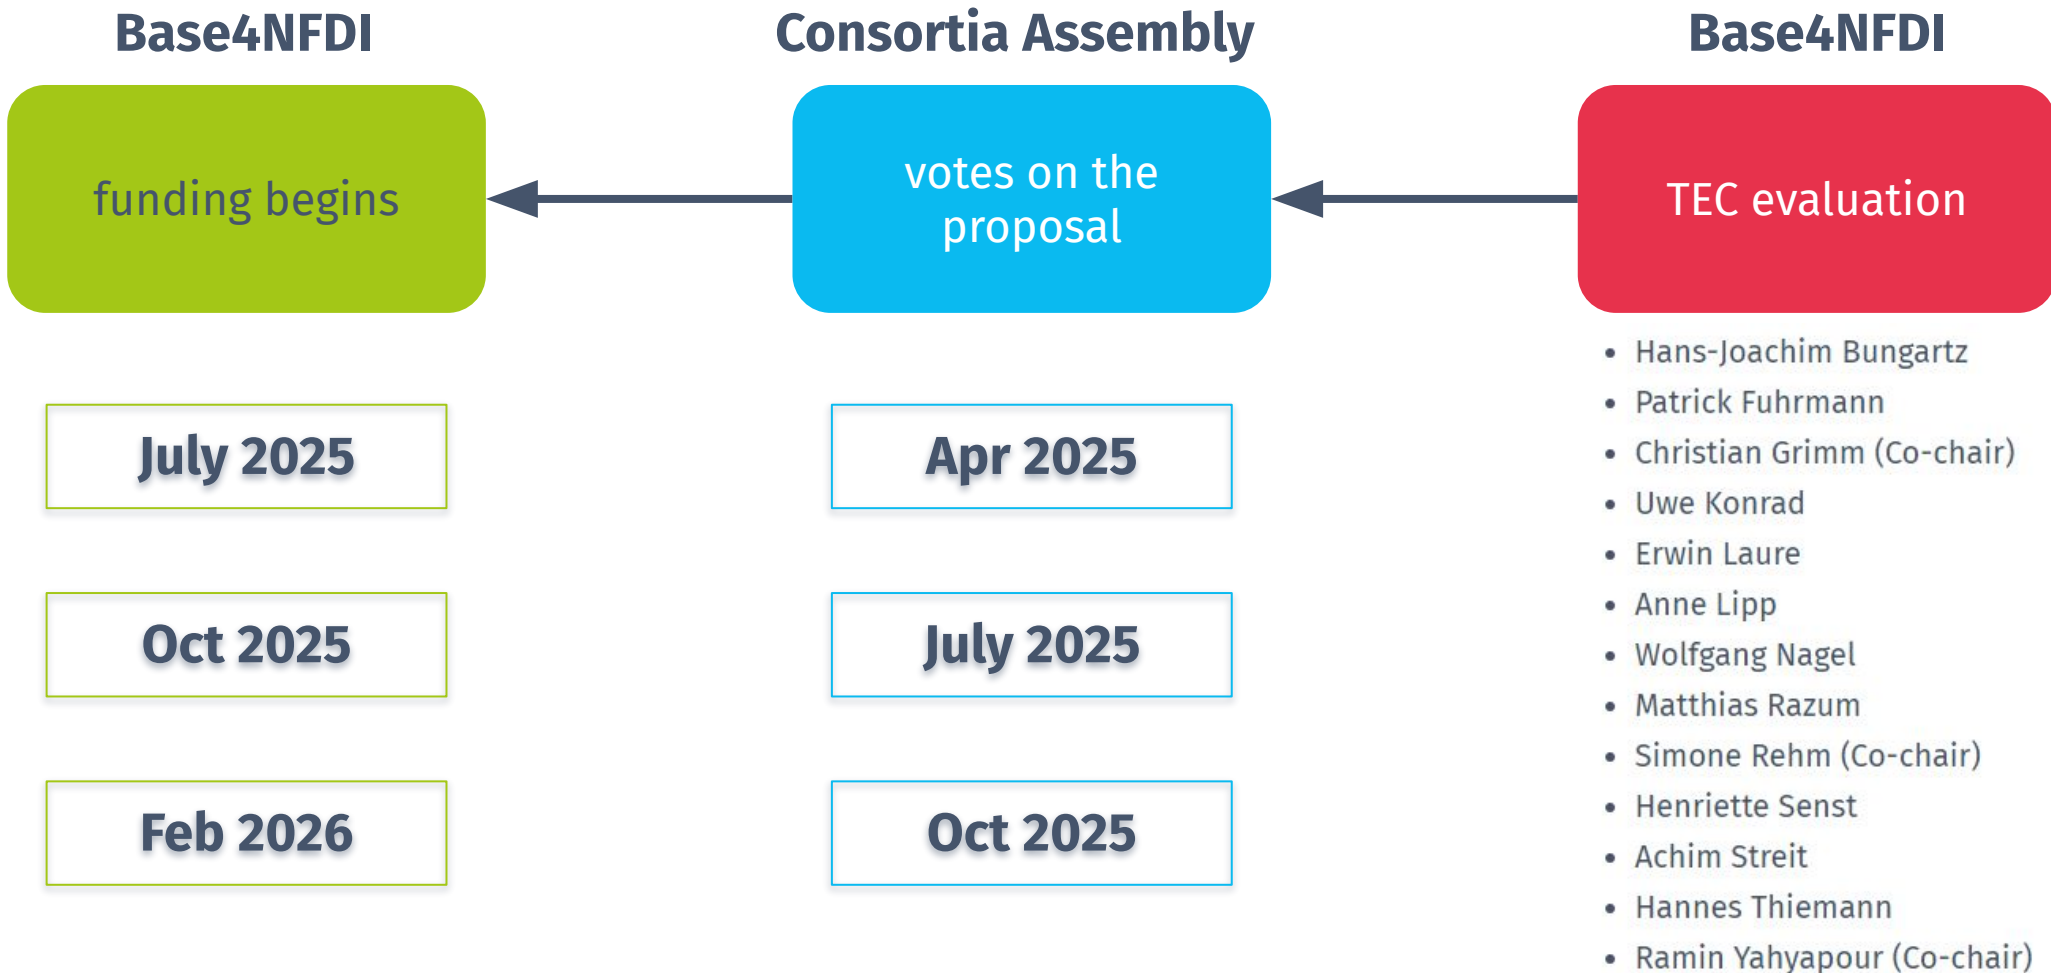 Base4NFDI
Consortia Assembly
Base4NFDI
funding begins
votes on the
proposal
TEC evaluation
July 2025
Oct 2025
Feb 2026
Apr 2025
July 2025
Oct 2025
• Hans-Joachim Bungartz
• Patrick Fuhrmann
• Christian Grimm (Co-chair)
• Uwe Konrad
• Erwin Laure
• Anne Lipp
• Wolfgang Nagel
• Matthias Razum
• Simone Rehm (Co-chair)
• Henriette Senst
• Achim Streit
• Hannes Thiemann
• Ramin Yahyapour (Co-chair)